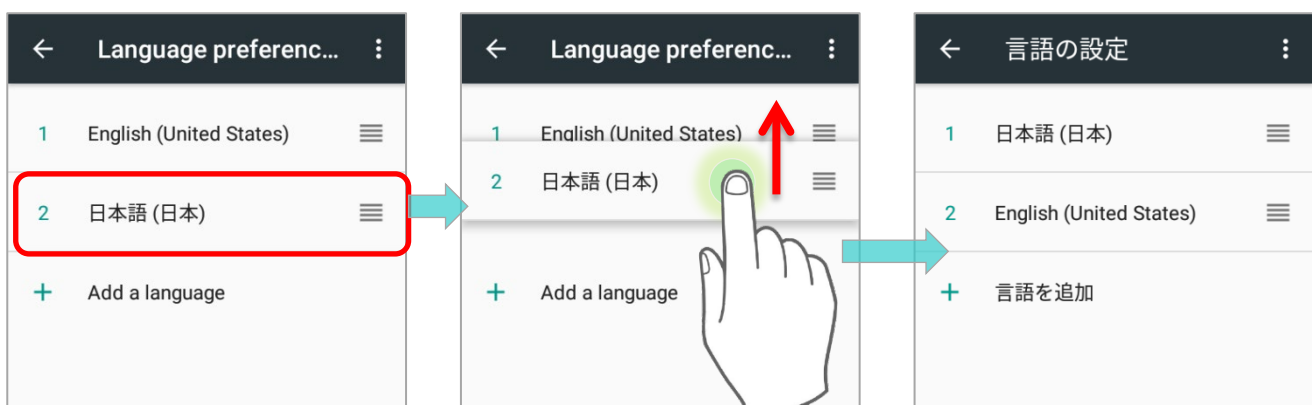 Language preferenc...
1 English (United States)
2 日本語 (日本)
+ Add a language
Language preferenc...
1 English (United States)
2 日本語 (日本)
+ Add a language
言語の設定
1 日本語 (日本)
2 English (United States)
+ 言語を追加